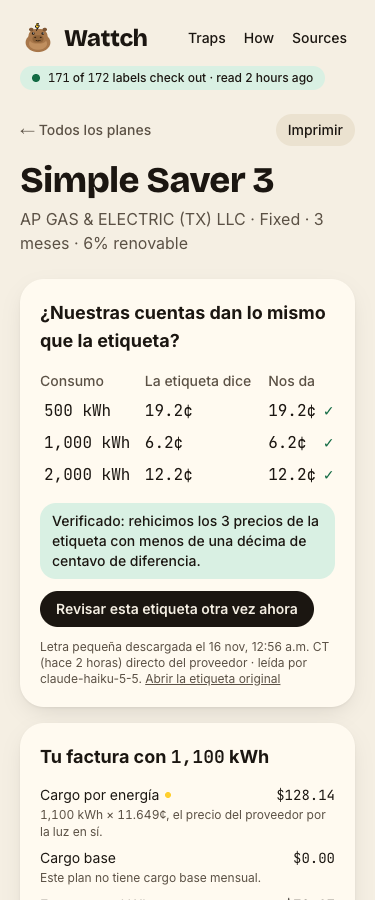 Wattch Traps How Sources
171 of 172 labels check out · read 2 hours ago
← Todos los planes Imprimir
Simple Saver 3
AP GAS & ELECTRIC (TX) LLC · Fixed · 3
meses · 6% renovable
¿Nuestras cuentas dan lo mismo
que la etiqueta?
Consumo La etiqueta dice Nos da
500 kWh 19.2¢ 19.2¢ ✓
1,000 kWh 6.2¢ 6.2¢ ✓
2,000 kWh 12.2¢ 12.2¢ ✓
Verificado: rehicimos los 3 precios de la
etiqueta con menos de una décima de
centavo de diferencia.
Revisar esta etiqueta otra vez ahora
Letra pequeña descargada el 16 nov, 12:56 a.m. CT
(hace 2 horas) directo del proveedor · leída por
claude-haiku-5-5. Abrir la etiqueta original
Tu factura con 1,100 kWh
Cargo por energía $128.14
1,100 kWh × 11.649¢, el precio del proveedor por
la luz en sí.
Cargo base $0.00
Este plan no tiene cargo base mensual.